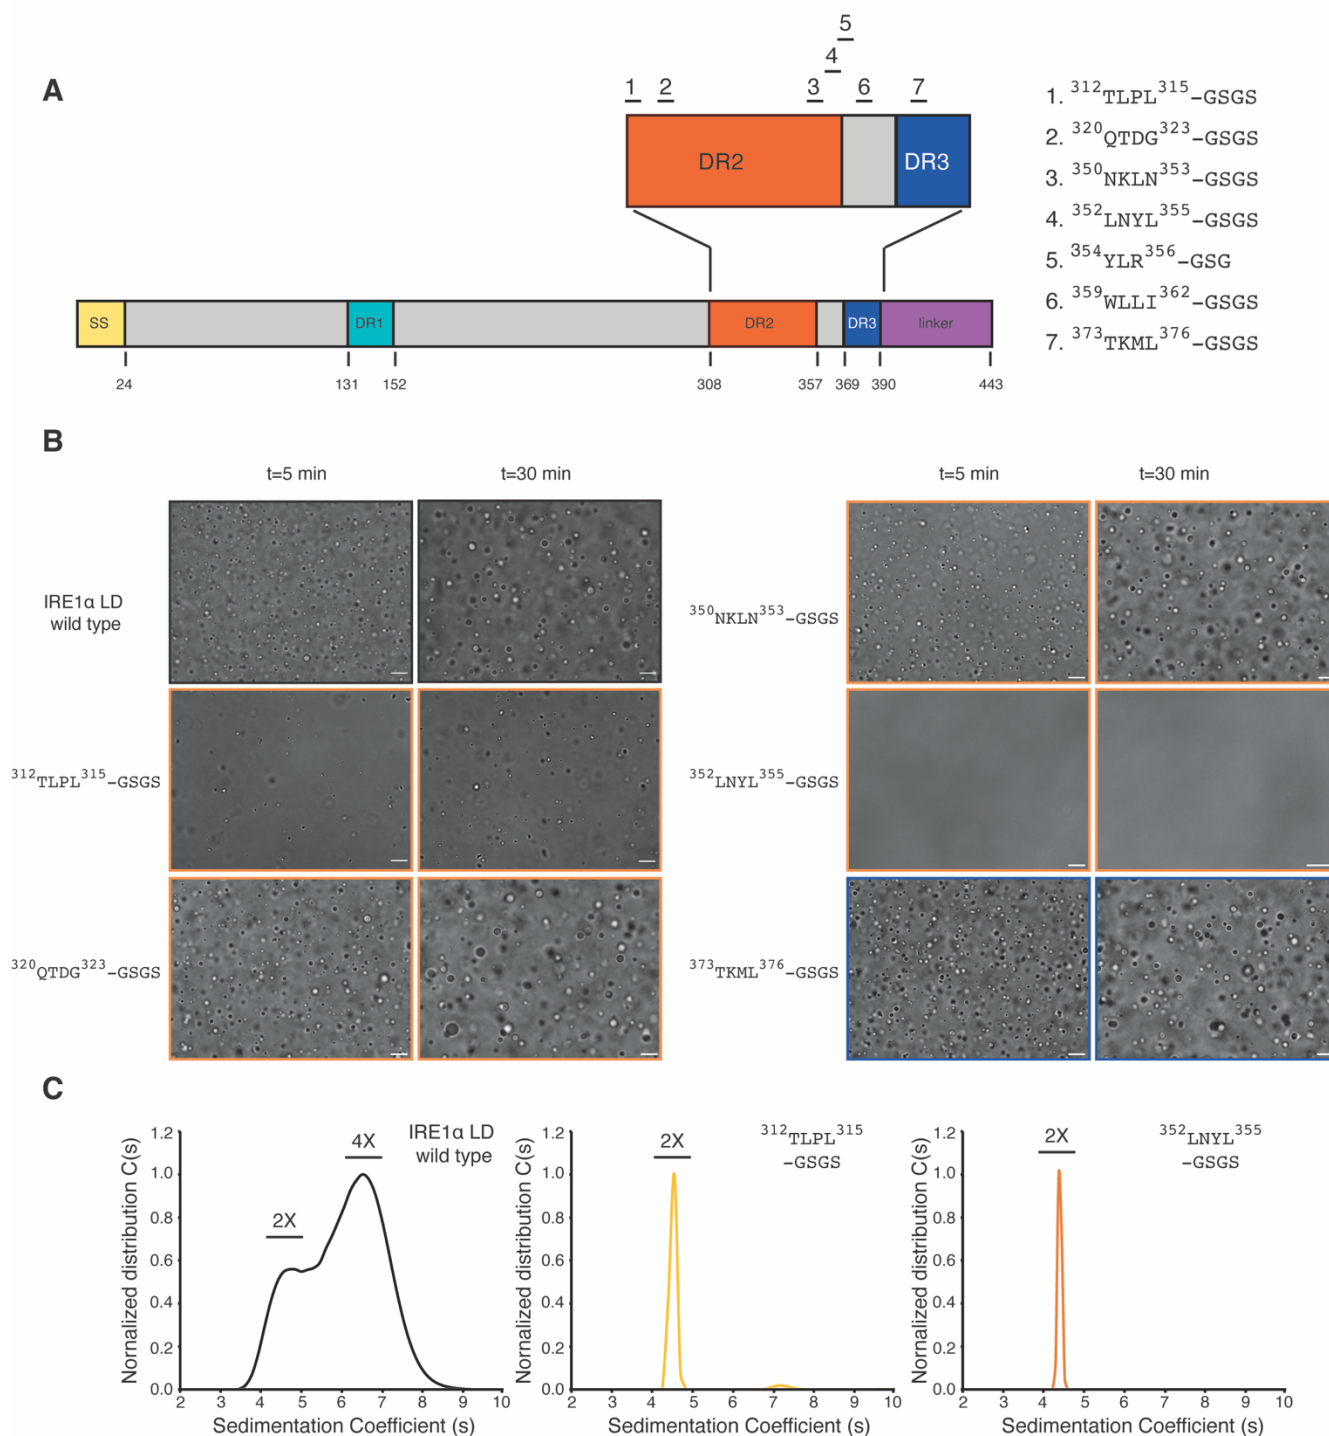 A
1 2 3 4 5 6 7
DR2
DR3
1. ³¹²TLPL³¹⁵-GSGS
2. ³²⁰QTDG³²³-GSGS
3. ³⁵⁰NKLN³⁵³-GSGS
4. ³⁵²LNYL³⁵⁵-GSGS
5. ³⁵⁴YLR³⁵⁶-GSG
6. ³⁵⁹WLLI³⁶²-GSGS
7. ³⁷³TKML³⁷⁶-GSGS
SS DR1 DR2 DR3 linker
24 131 152 308 357 369 390 443
B
t=5 min t=30 min t=5 min t=30 min
IRE1α LD
wild type
³⁵⁰NKLN³⁵³-GSGS
³¹²TLPL³¹⁵-GSGS
³⁵²LNYL³⁵⁵-GSGS
³²⁰QTDG³²³-GSGS
³⁷³TKML³⁷⁶-GSGS
C
Normalized distribution C(s)
1.2
1.0
0.8
0.6
0.4
0.2
0.0
2 3 4 5 6 7 8 9 10
Sedimentation Coefficient (s)
2X
4X
IRE1α LD
wild type
Normalized distribution C(s)
1.2
1.0
0.8
0.6
0.4
0.2
0.0
2 3 4 5 6 7 8 9 10
Sedimentation Coefficient (s)
2X
³¹²TLPL³¹⁵
-GSGS
Normalized distribution C(s)
1.2
1.0
0.8
0.6
0.4
0.2
0.0
2 3 4 5 6 7 8 9 10
Sedimentation Coefficient (s)
2X
³⁵²LNYL³⁵⁵
-GSGS